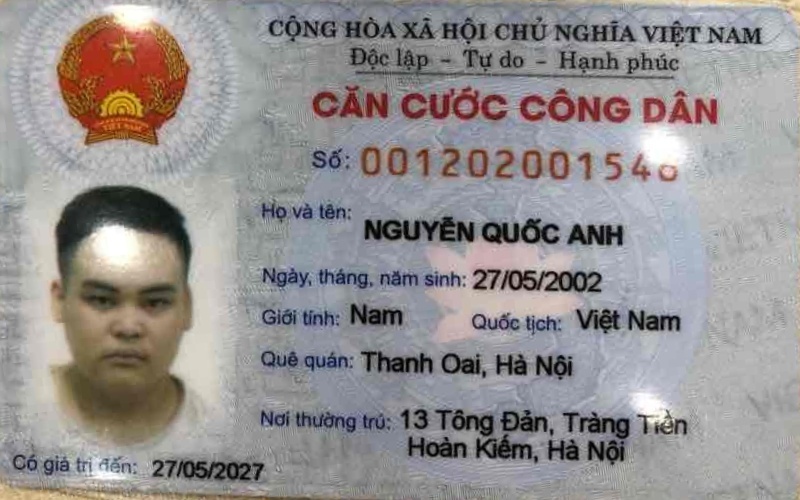 CỘNG HÒA XÃ HỘI CHỦ NGHĨA VIỆT NAM
Độc lập - Tự do - Hạnh phúc
CĂN CƯỚC CÔNG DÂN
Số:
Họ và tên: NGUYỄN QUỐC ANH
Ngày, tháng, năm sinh: 27/05/2002
Giới tính: Nam Quốc tịch: Việt Nam
Quê quán: Thanh Oai, Hà Nội
Nơi thường trú: 13 Tông Đản, Tràng Tiền
Hoàn Kiếm, Hà Nội
Có giá trị đến: 27/05/2027